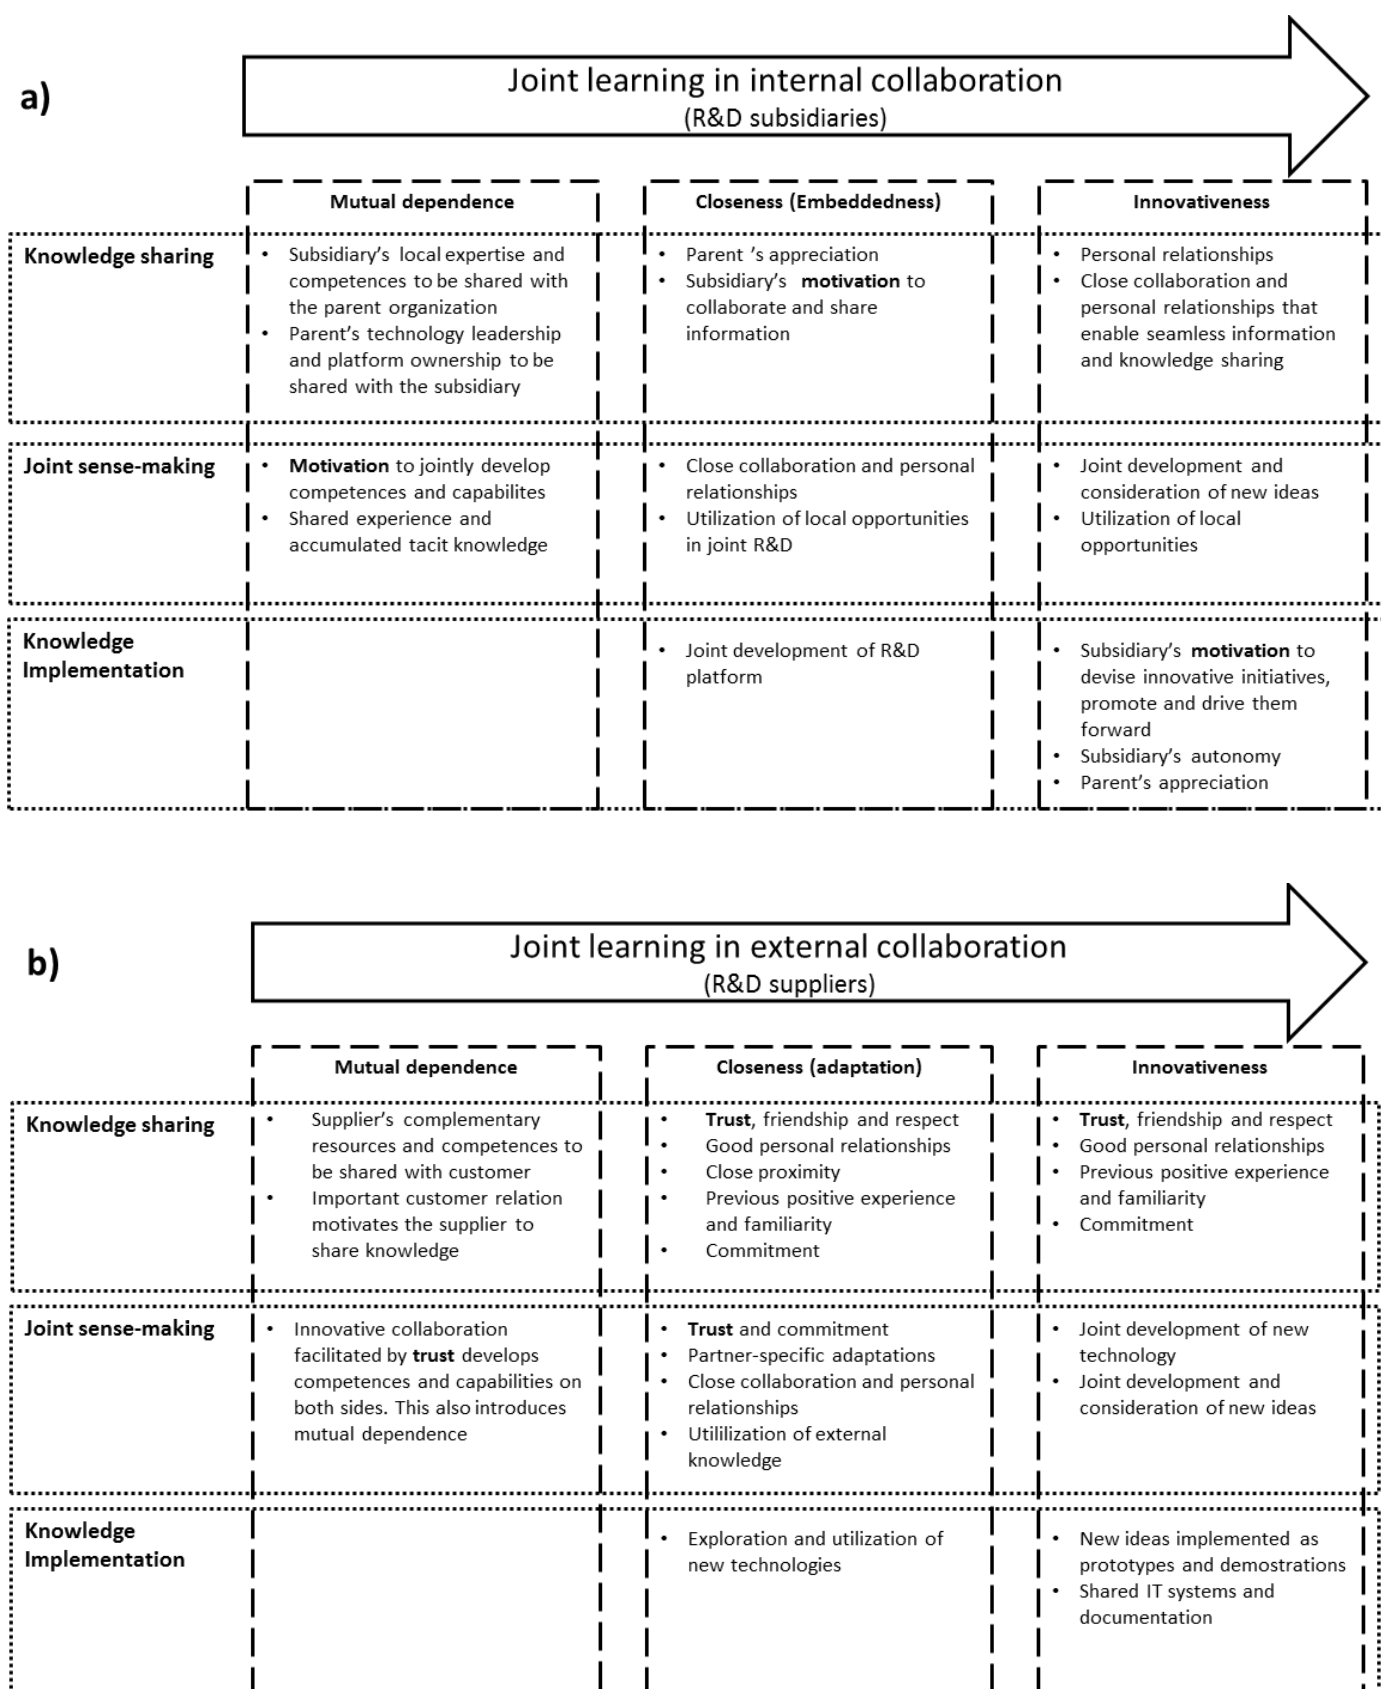 a)
Joint learning in internal collaboration
(R&D subsidiaries)
Mutual dependence
Closeness (Embeddedness)
Innovativeness
Knowledge sharing
• Subsidiary's local expertise and
competences to be shared with
the parent organization
• Parent's technology leadership
and platform ownership to be
shared with the subsidiary
• Parent 's appreciation
• Subsidiary's motivation to
collaborate and share
information
• Personal relationships
• Close collaboration and
personal relationships that
enable seamless information
and knowledge sharing
Joint sense-making
• Motivation to jointly develop
competences and capabilites
• Shared experience and
accumulated tacit knowledge
• Close collaboration and personal
relationships
• Utilization of local opportunities
in joint R&D
• Joint development and
consideration of new ideas
• Utilization of local
opportunities
Knowledge
Implementation
• Joint development of R&D
platform
• Subsidiary's motivation to
devise innovative initiatives,
promote and drive them
forward
• Subsidiary's autonomy
• Parent's appreciation
b)
Joint learning in external collaboration
(R&D suppliers)
Mutual dependence
Closeness (adaptation)
Innovativeness
Knowledge sharing
• Supplier's complementary
resources and competences to
be shared with customer
• Important customer relation
motivates the supplier to
share knowledge
• Trust, friendship and respect
• Good personal relationships
• Close proximity
• Previous positive experience
and familiarity
• Commitment
• Trust, friendship and respect
• Good personal relationships
• Previous positive experience
and familiarity
• Commitment
Joint sense-making
• Innovative collaboration
facilitated by trust develops
competences and capabilities on
both sides. This also introduces
mutual dependence
• Trust and commitment
• Partner-specific adaptations
• Close collaboration and personal
relationships
• Utililization of external
knowledge
• Joint development of new
technology
• Joint development and
consideration of new ideas
Knowledge
Implementation
• Exploration and utilization of
new technologies
• New ideas implemented as
prototypes and demostrations
• Shared IT systems and
documentation